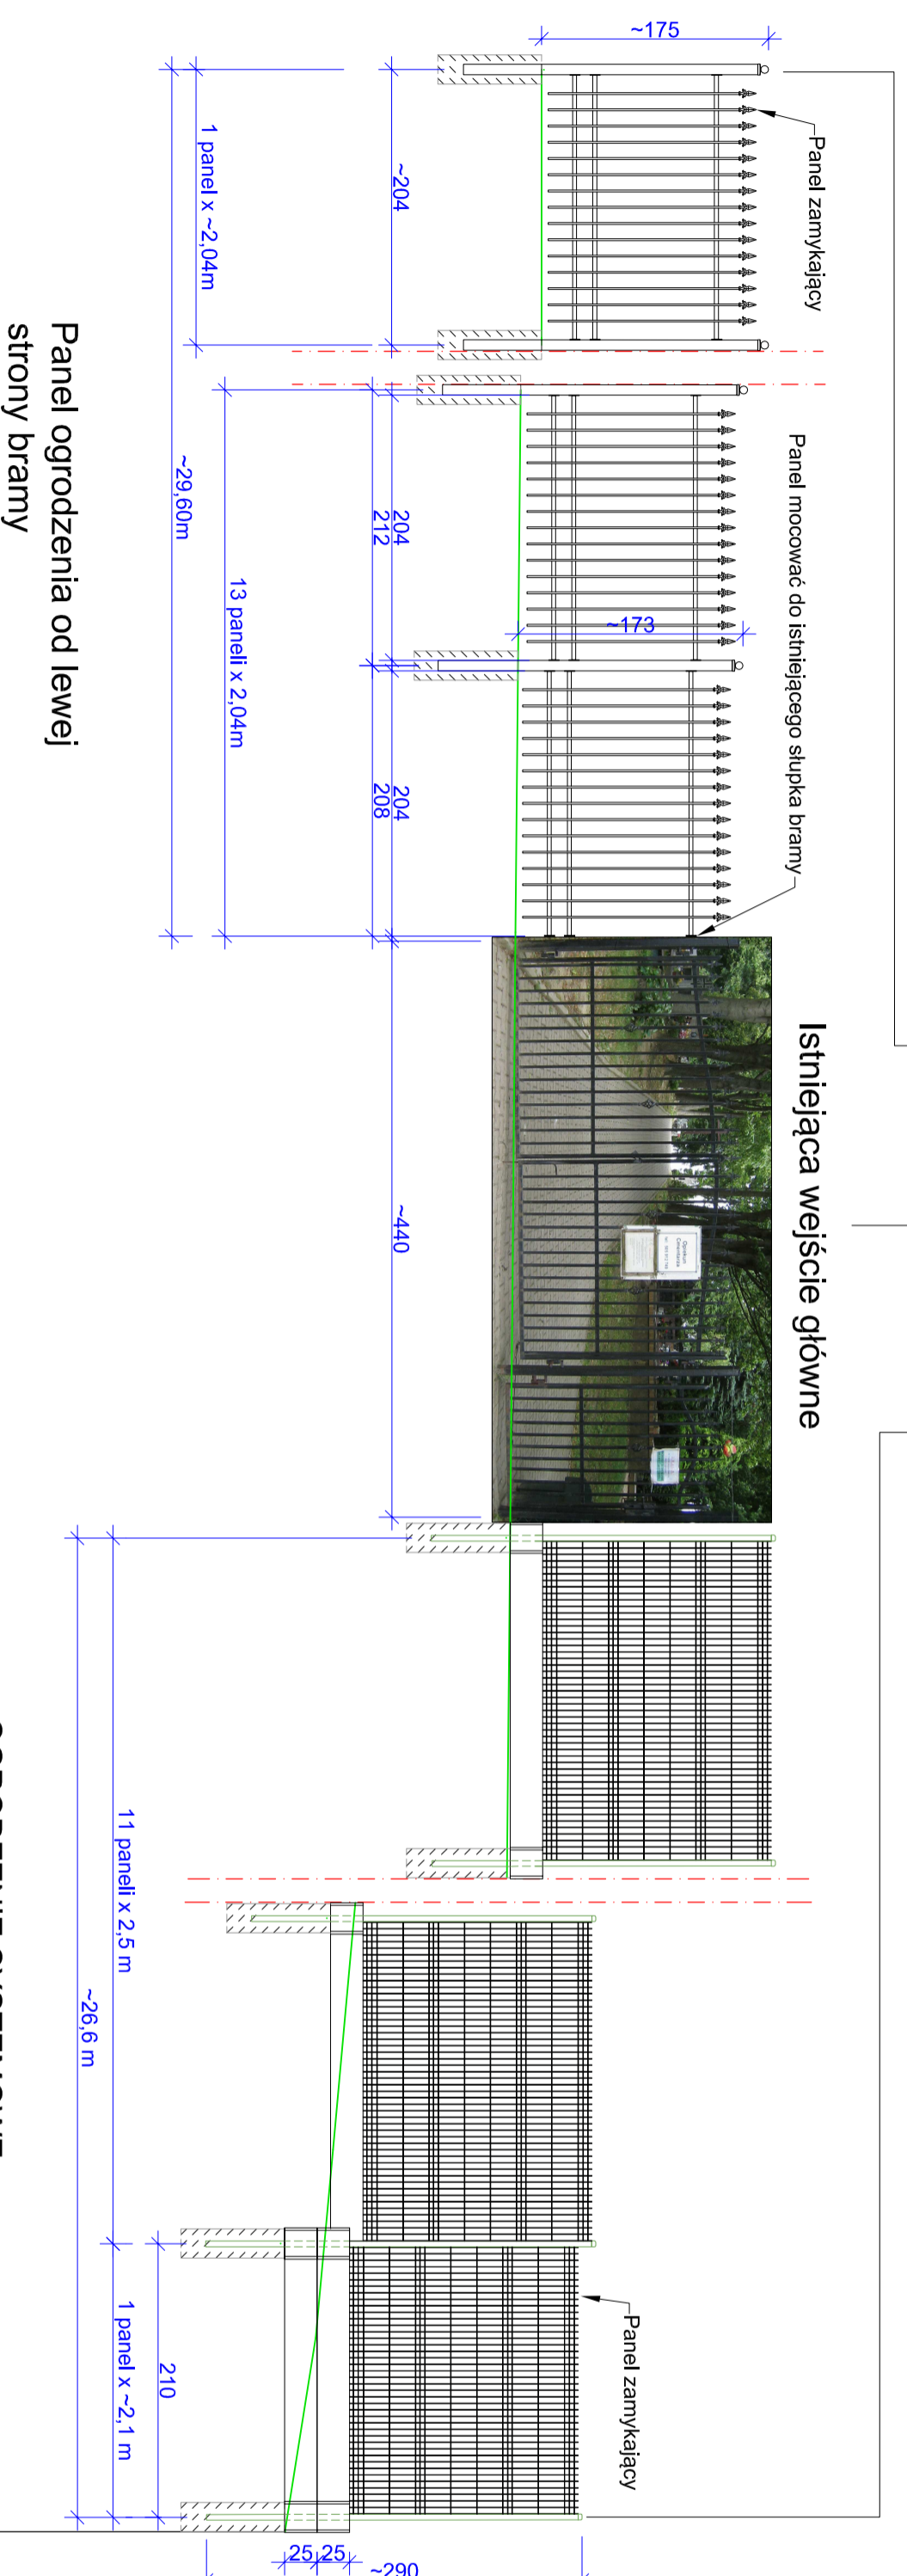 ~175
Panel zamykający
~204
1 panel x ~2,04m
Panel mocować do istniejącego słupka bramy
~173
204
212
204
208
13 paneli x 2,04m
~29,60m
Panel ogrodzenia od lewej
strony bramy
Istniejąca wejście główne
~440
11 paneli x 2,5 m
~26,6 m
Panel zamykający
210
1 panel x ~2,1 m
25
25
~290